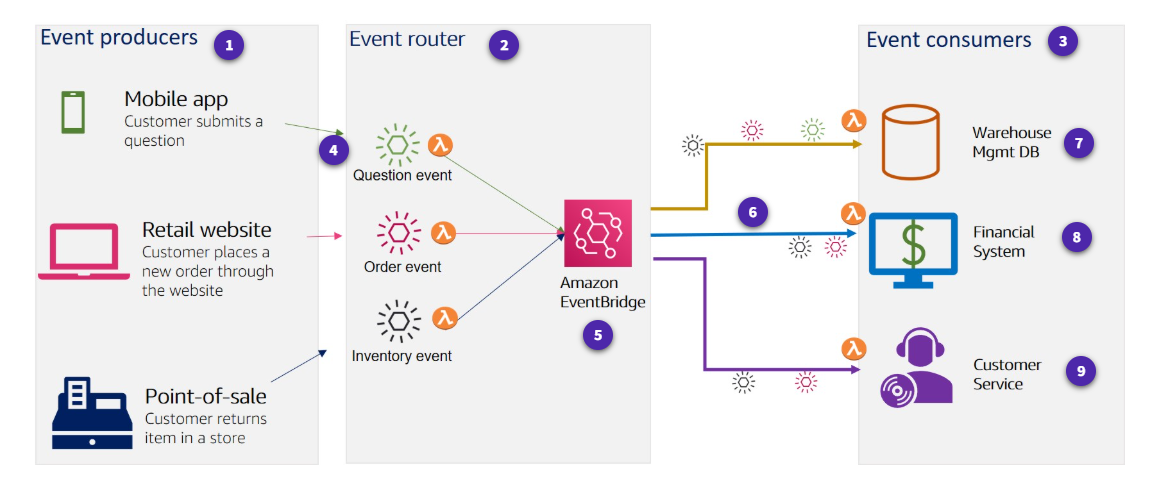 Event producers
1
Mobile app
Customer submits a
question
Retail website
Customer places a
new order through
the website
Point-of-sale
Customer returns
item in a store
Event router
2
4
λ
Question event
λ
Order event
λ
Inventory event
Amazon
EventBridge
5
6
Event consumers
3
λ
Warehouse
Mgmt DB
7
λ
$
Financial
System
8
λ
Customer
Service
9